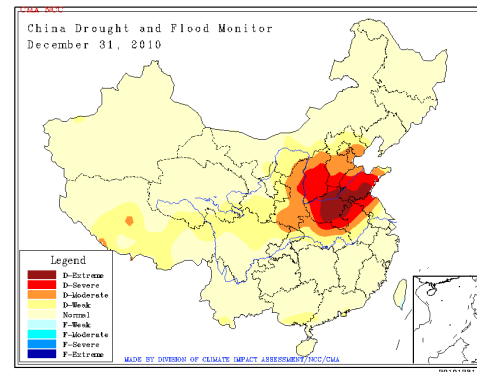 CMA NCC
China Drought and Flood Monitor
December 31, 2010
Legend
D-Extreme
D-Severe
D-Moderate
D-Weak
Normal
F-Weak
F-Moderate
F-Severe
F-Extreme
MADE BY DIVISION OF CLIMATE IMPACT ASSESSMENT/NCC/CMA
20101231